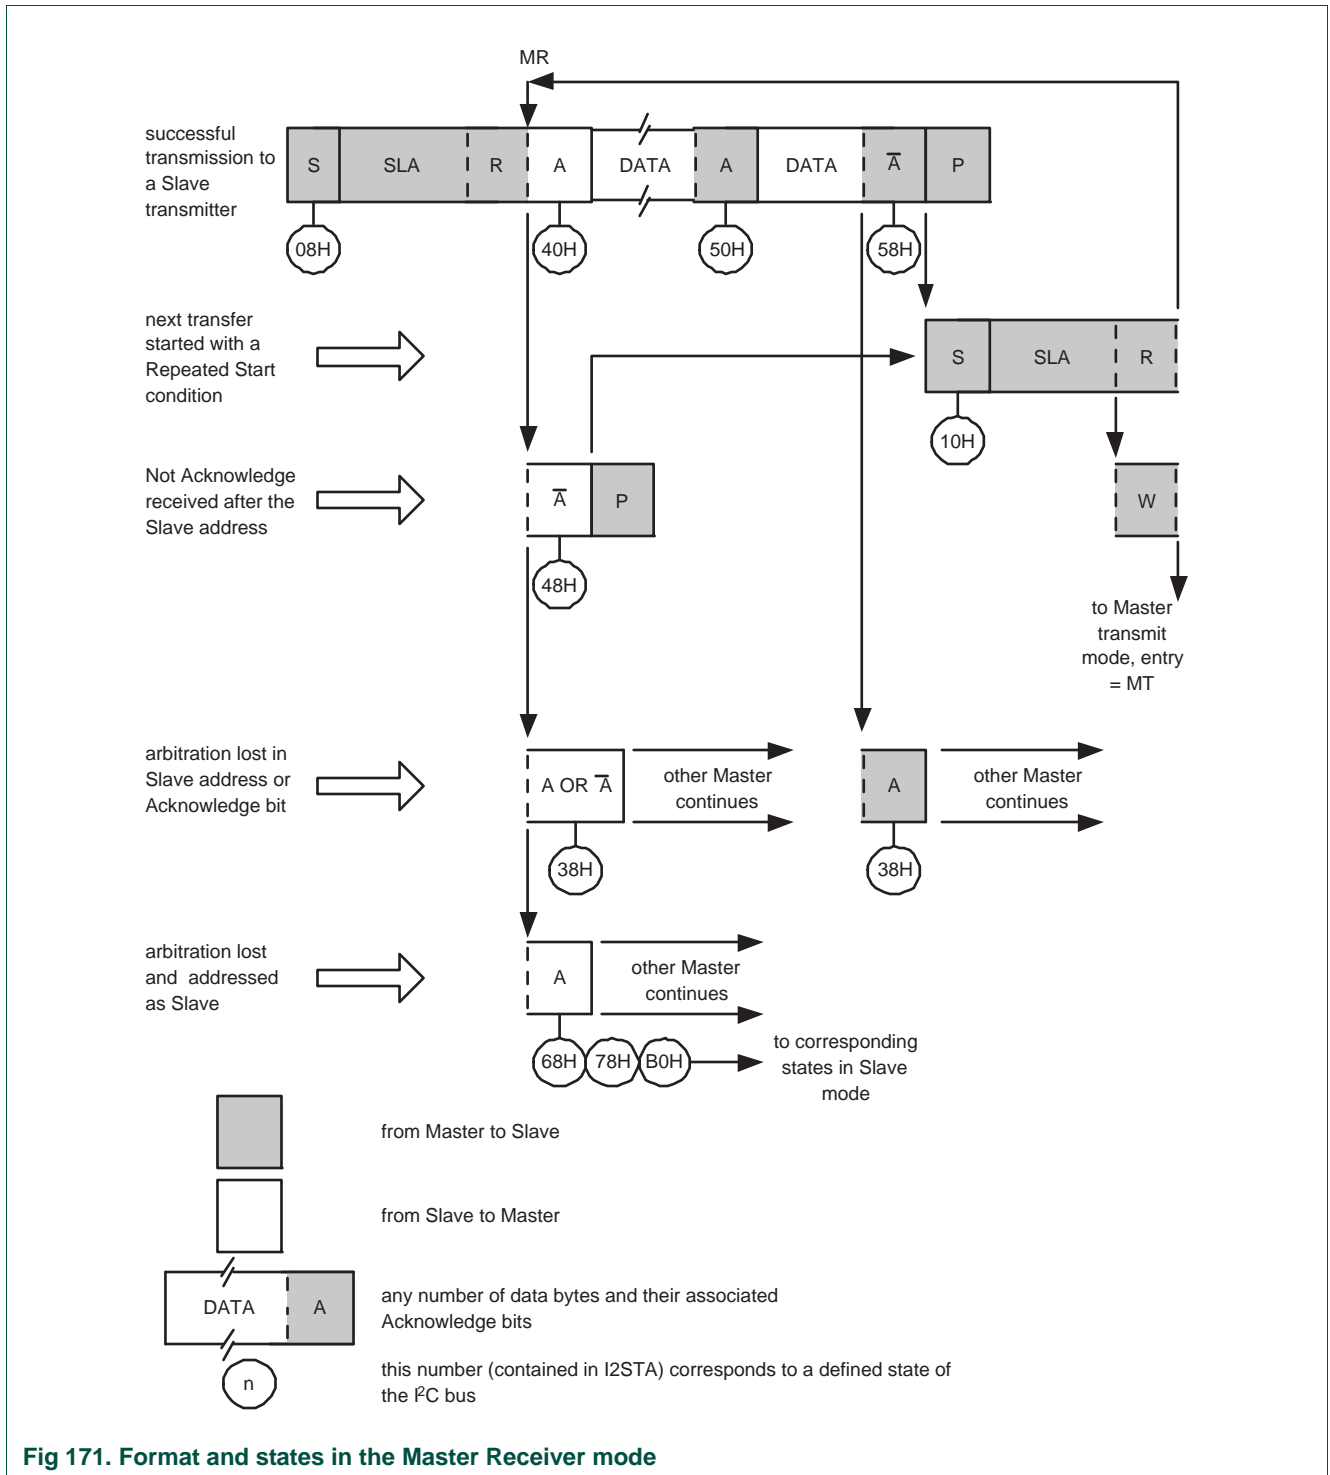 MR
successful
transmission to
a Slave
transmitter
S SLA R A DATA A DATA A̅ P
08H 40H 50H 58H
next transfer
started with a
Repeated Start
condition
S SLA R
10H
Not Acknowledge
received after the
Slave address
A̅ P
W
48H
to Master
transmit
mode, entry
= MT
arbitration lost in
Slave address or
Acknowledge bit
A OR A̅
other Master
continues
A
other Master
continues
38H 38H
arbitration lost
and addressed
as Slave
A
other Master
continues
68H 78H B0H
to corresponding
states in Slave
mode
from Master to Slave
from Slave to Master
DATA A
any number of data bytes and their associated
Acknowledge bits
n
this number (contained in I2STA) corresponds to a defined state of
the I²C bus
Fig 171. Format and states in the Master Receiver mode